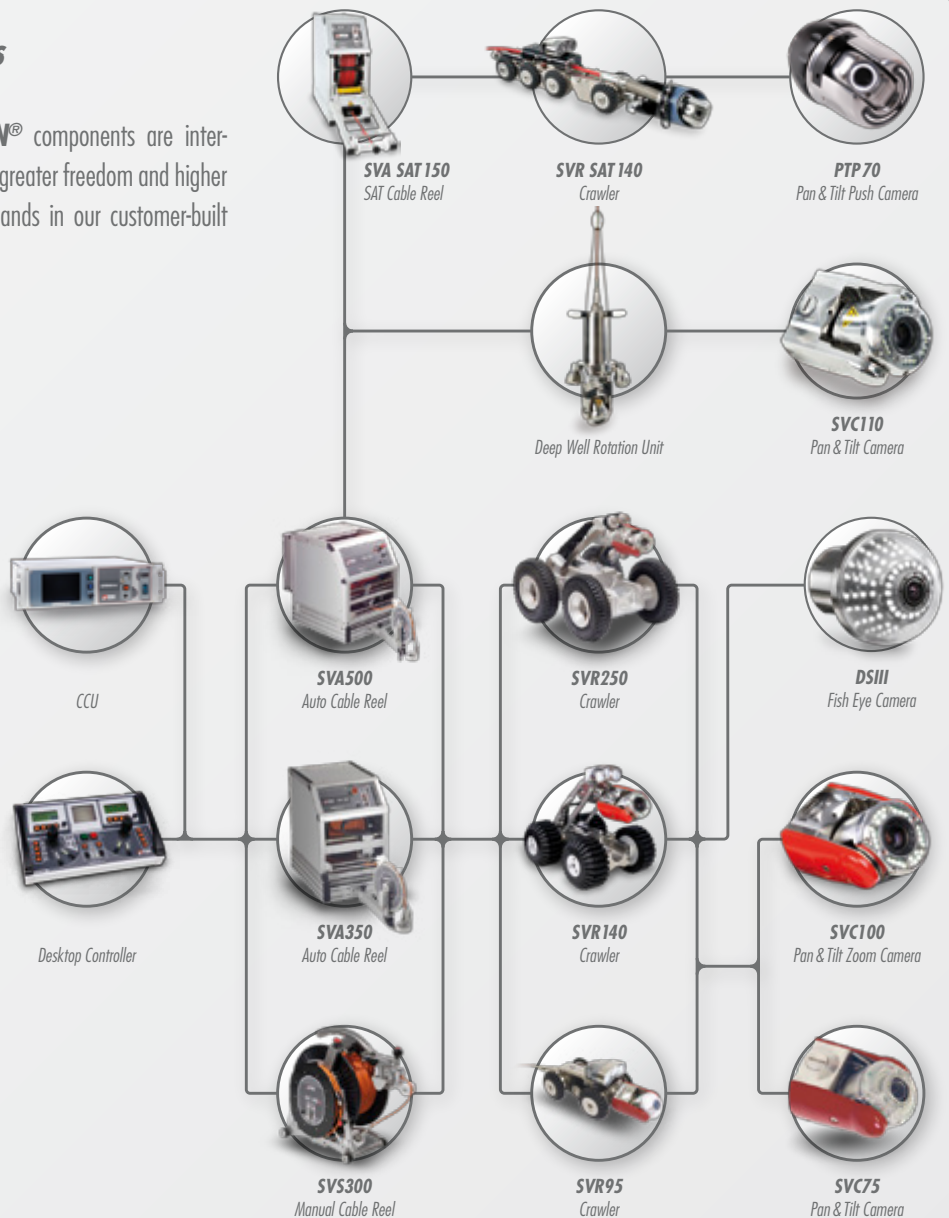 S
N® components are inter-
greater freedom and higher
ands in our customer-built
SVA SAT150
SAT Cable Reel
SVR SAT140
Crawler
PTP70
Pan & Tilt Push Camera
Deep Well Rotation Unit
SVC110
Pan & Tilt Camera
CCU
SVA500
Auto Cable Reel
SVR250
Crawler
DSIII
Fish Eye Camera
Desktop Controller
SVA350
Auto Cable Reel
SVR140
Crawler
SVC100
Pan & Tilt Zoom Camera
SVS300
Manual Cable Reel
SVR95
Crawler
SVC75
Pan & Tilt Camera